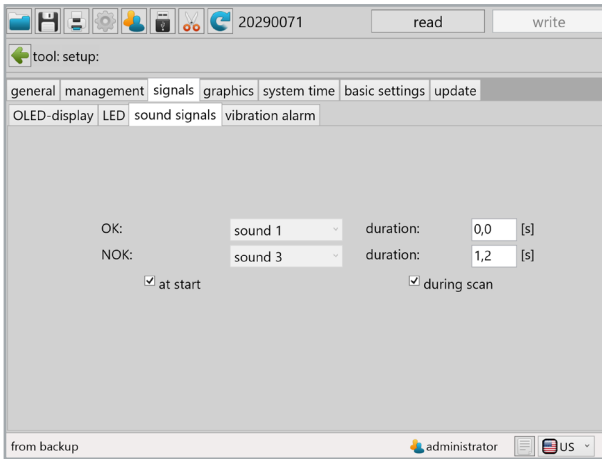 20290071 read write
tool: setup:
general management signals graphics system time basic settings update
OLED-display LED sound signals vibration alarm
OK: sound 1 duration: 0,0 [s]
NOK: sound 3 duration: 1,2 [s]
at start during scan
from backup administrator US